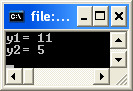 file:...
y1= 11
y2= 5